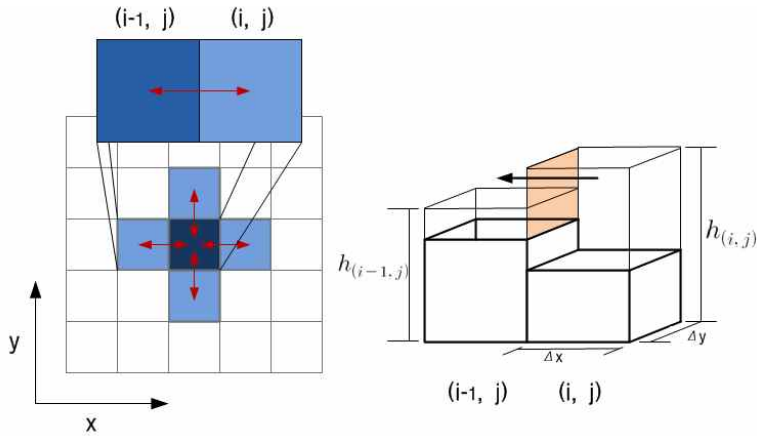 (i-1, j) (i, j)
y
x
h(i-1, j)
h(i, j)
Δx
Δy
(i-1, j) (i, j)